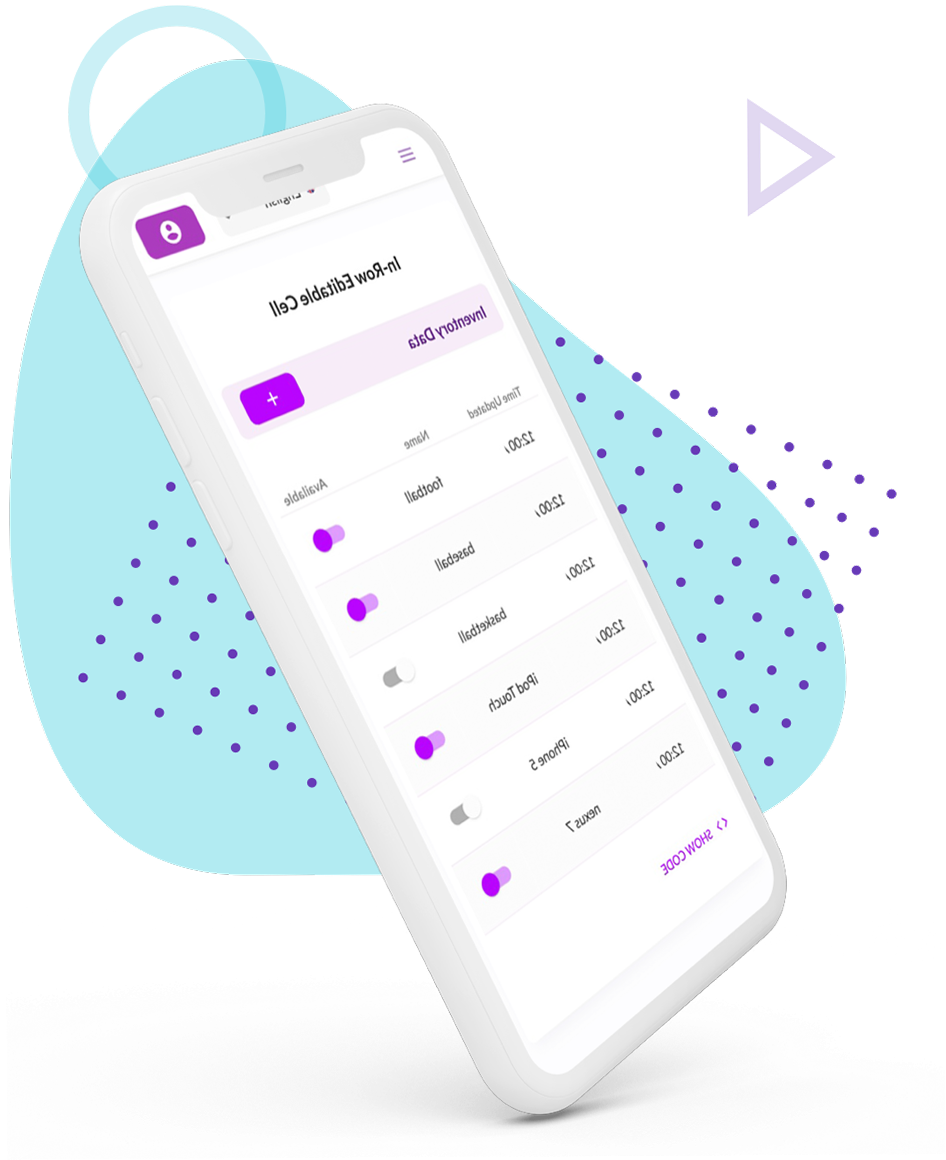 English
In-Row Editable Cell
Inventory Data
+
Time Updated Name Available
12:00 football
12:00 baseball
12:00 basketball
12:00 iPod Touch
12:00 iPhone 5
12:00 nexus 7
<> SHOW CODE